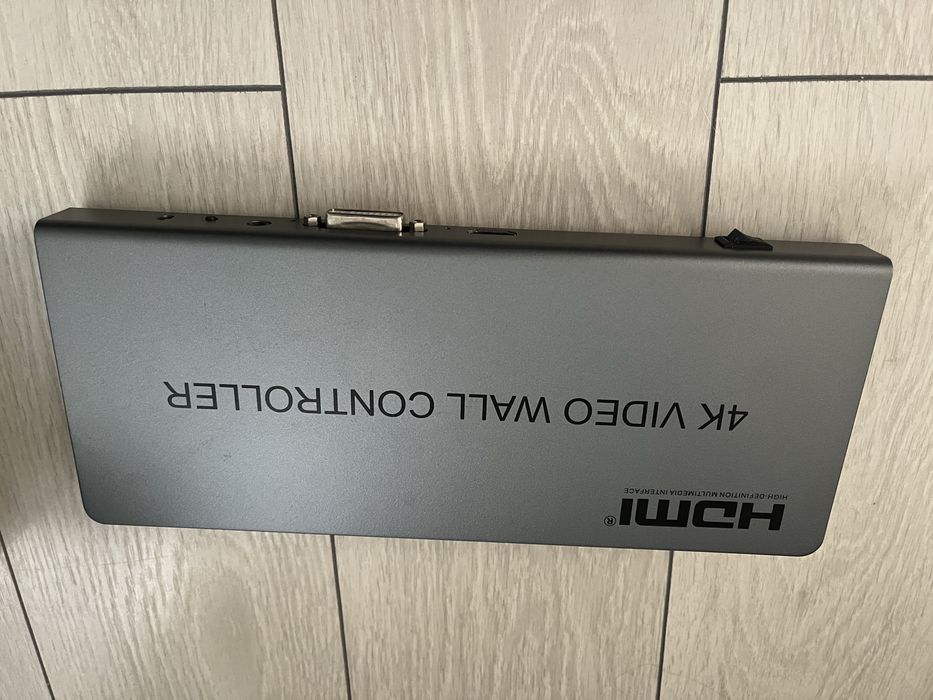 HDMI®
HIGH-DEFINITION MULTIMEDIA INTERFACE
4K VIDEO WALL CONTROLLER